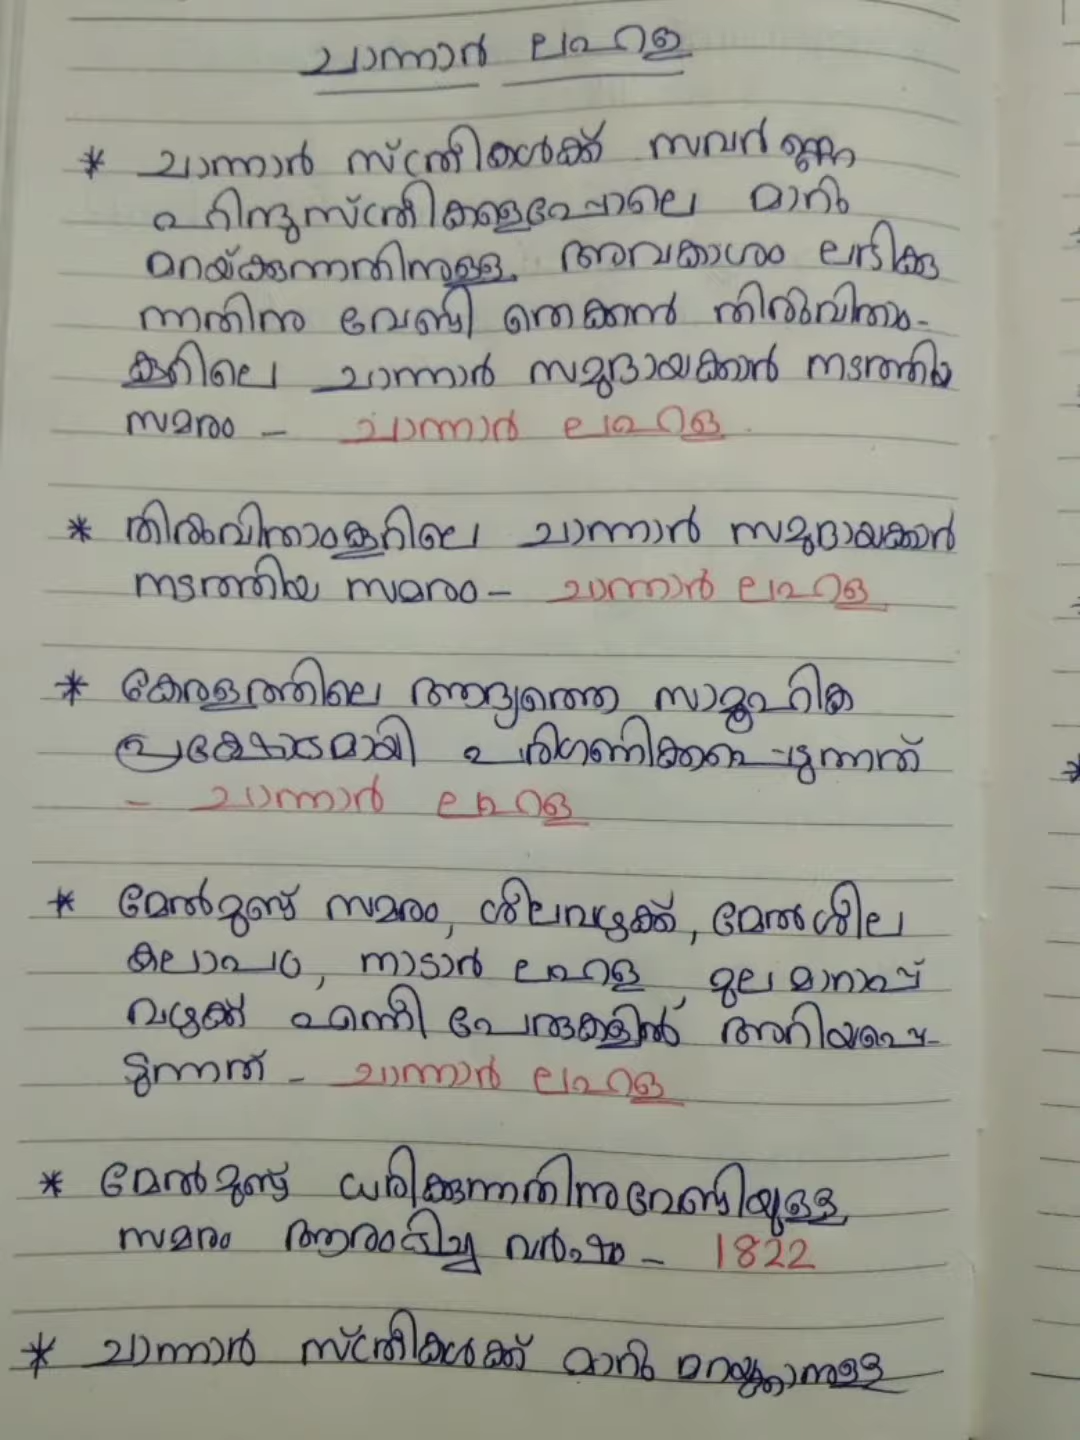 ചാന്നാർ ലഹള
* ചാന്നാർ സ്ത്രീകൾക്ക് സവർണ്ണ
ഹിന്ദുസ്ത്രീകളെപ്പോലെ മാറു
മറയ്ക്കുന്നതിനുള്ള അവകാശം ലഭിക്കു
ന്നതിനു വേണ്ടി തെക്കൻ തിരുവിതാം-
കൂറിലെ ചാന്നാർ സമുദായക്കാർ നടത്തിയ
സമരം - ചാന്നാർ ലഹള
* തിരുവിതാംകൂറിലെ ചാന്നാർ സമുദായക്കാർ
നടത്തിയ സമരം - ചാന്നാർ ലഹള
* കേരളത്തിലെ ആദ്യത്തെ സാമൂഹിക
പ്രക്ഷോഭമായി പരിഗണിക്കപ്പെടുന്നത്
- ചാന്നാർ ലഹള
* മേൽമുണ്ട് സമരം, ശീലവഴക്ക്, മേൽശീല
കലാപം, നാടാർ ലഹള, മുല മാറാപ്പ്
വഴക്ക് എന്നീ പേരുകളിൽ അറിയപ്പെ-
ടുന്നത് - ചാന്നാർ ലഹള
* മേൽമുണ്ട് ധരിക്കുന്നതിനുവേണ്ടിയുള്ള
സമരം ആരംഭിച്ച വർഷം - 1822
* ചാന്നാർ സ്ത്രീകൾക്ക് മാറു മറയ്ക്കാനുള്ള